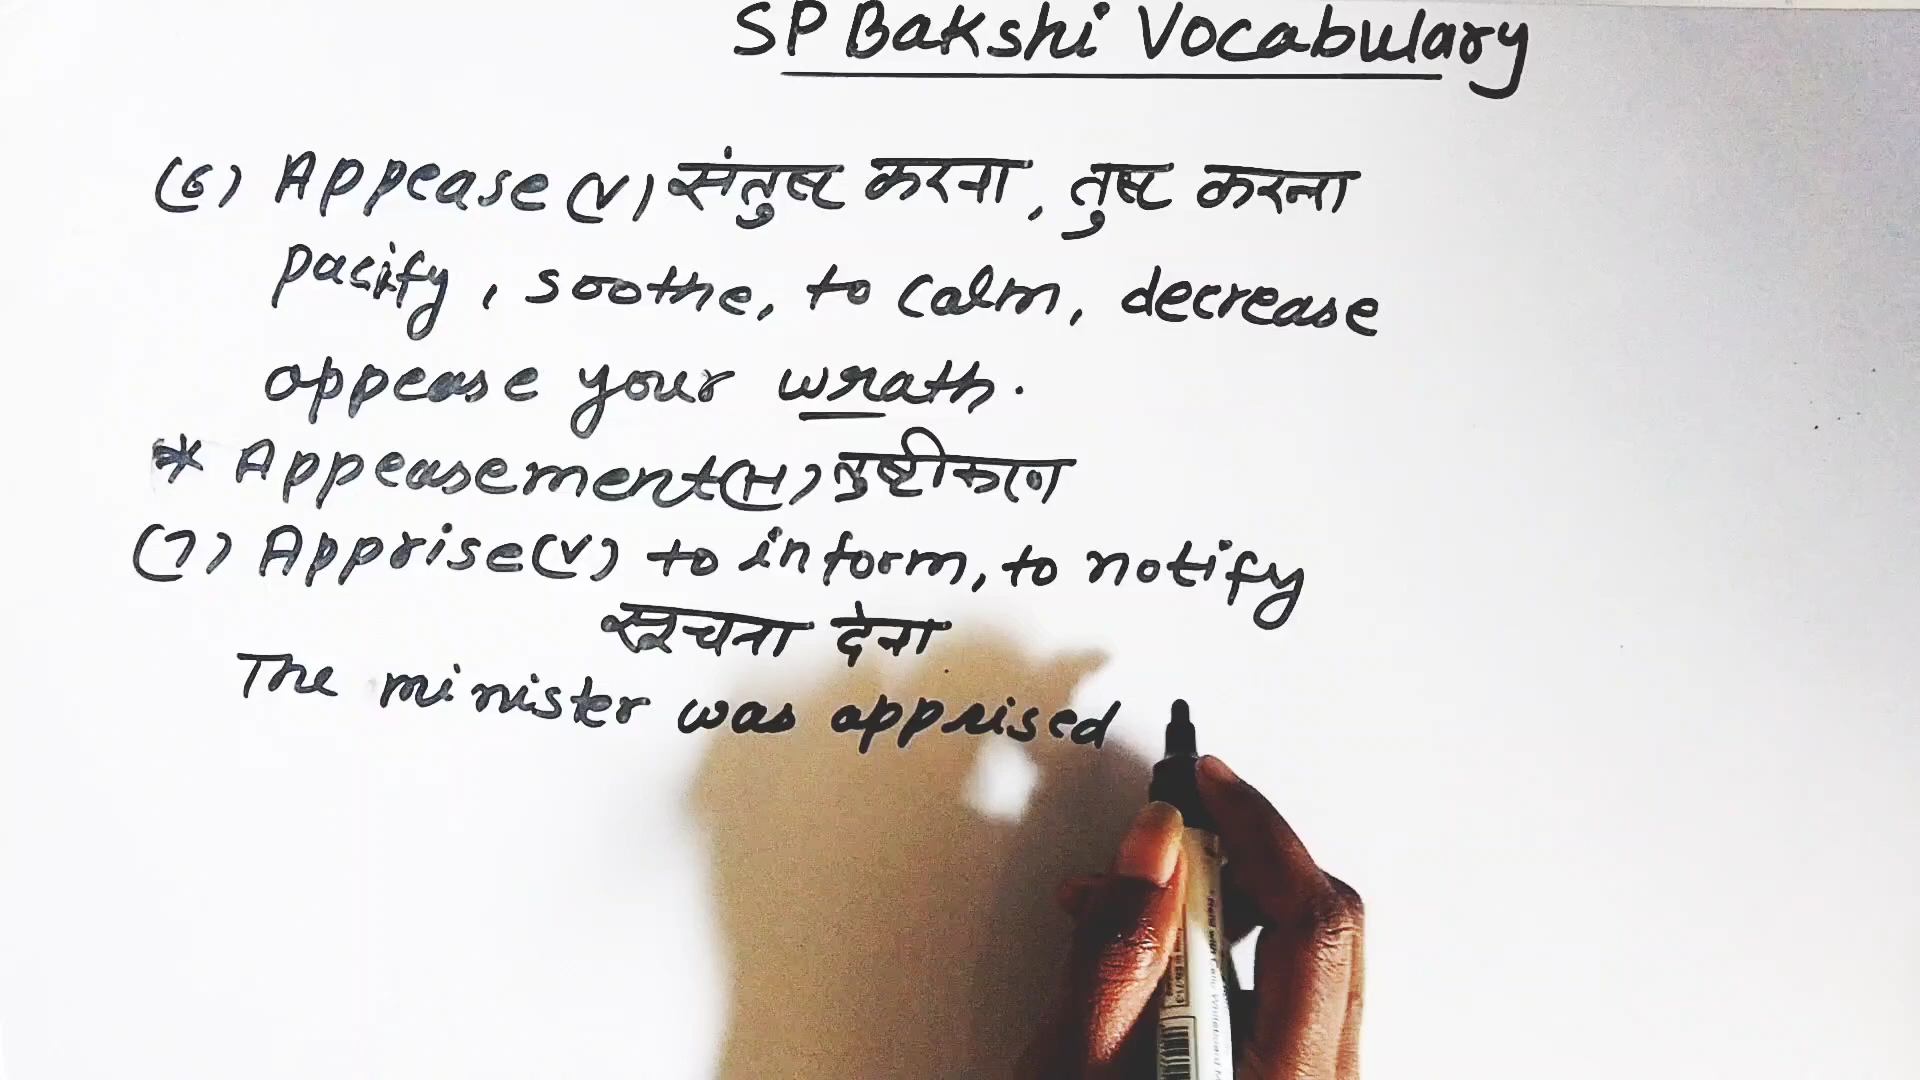 SP Bakshi Vocabulary
(6) Appease (V) संतुष्ट करना, तुष्ट करना
pacify, soothe, to calm, decrease
appease your wrath.
* Appeasement(N) तुष्टीकरण
(7) Apprise(V) to inform, to notify
सूचना देना
The minister was apprised